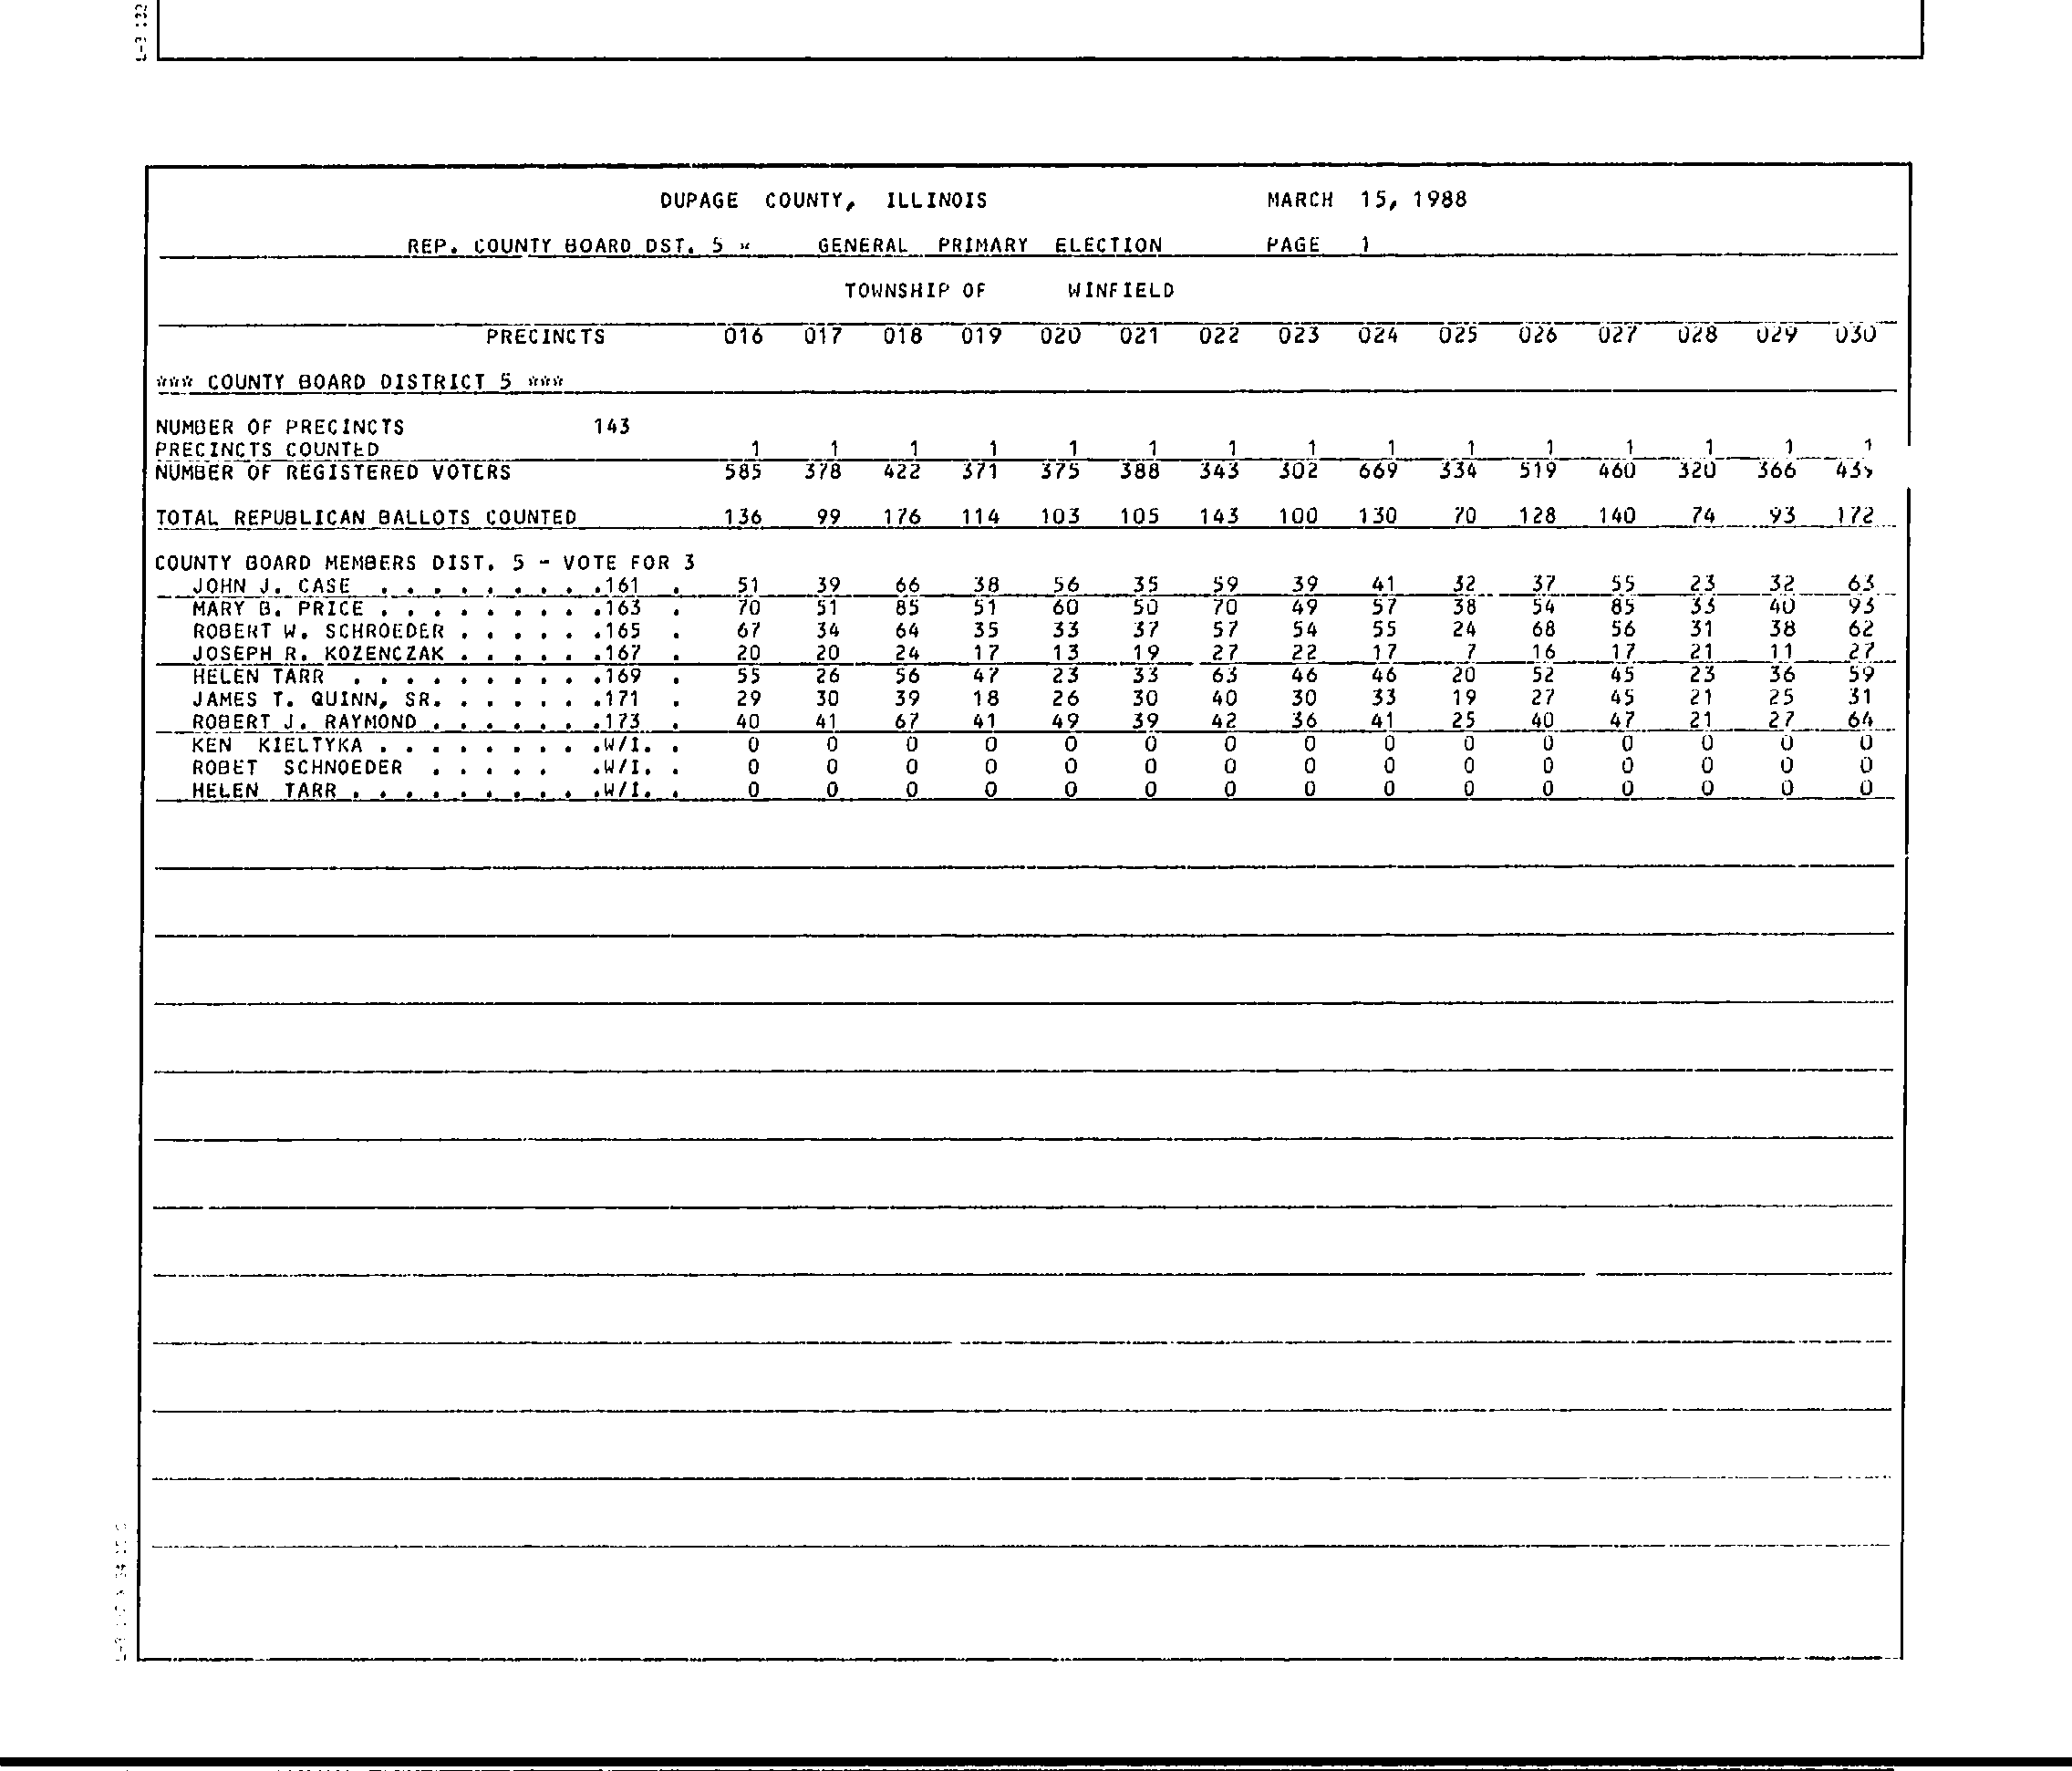 DUPAGE COUNTY, ILLINOIS MARCH 15, 1988
REP. COUNTY BOARD DST. 5 * GENERAL PRIMARY ELECTION PAGE 1
TOWNSHIP OF WINFIELD
PRECINCTS 016 017 018 019 020 021 022 023 024 025 026 027 028 029 030
*** COUNTY BOARD DISTRICT 5 ***
NUMBER OF PRECINCTS 143
PRECINCTS COUNTED 1 1 1 1 1 1 1 1 1 1 1 1 1 1 1
NUMBER OF REGISTERED VOTERS 585 378 422 371 375 388 343 302 669 334 519 460 320 366
TOTAL REPUBLICAN BALLOTS COUNTED 136 99 176 114 103 105 143 100 130 70 128 140 74 93 172
COUNTY BOARD MEMBERS DIST. 5 - VOTE FOR 3
JOHN J. CASE . . . . . . . . .161 . 51 39 66 38 56 35 59 39 41 32 37 55 23 32 63
MARY B. PRICE . . . . . . . . .163 . 70 51 85 51 60 50 70 49 57 38 54 85 33 40 93
ROBERT W. SCHROEDER . . . . . .165 . 67 34 64 35 33 37 57 54 55 24 68 56 31 38 62
JOSEPH R. KOZENCZAK . . . . . .167 . 20 20 24 17 13 19 27 22 17 7 16 17 21 11 27
HELEN TARR . . . . . . . . . .169 . 55 26 56 47 23 33 63 46 46 20 52 45 23 36 59
JAMES T. QUINN, SR. . . . . . .171 . 29 30 39 18 26 30 40 30 33 19 27 45 21 25 31
ROBERT J. RAYMOND . . . . . . .173 . 40 41 67 41 49 39 42 36 41 25 40 47 21 27 64
KEN KIELTYKA . . . . . . . . .W/I. . 0 0 0 0 0 0 0 0 0 0 0 0 0 0 0
ROBET SCHNOEDER . . . . . .W/I. . 0 0 0 0 0 0 0 0 0 0 0 0 0 0 0
HELEN TARR . . . . . . . . . .W/I. . 0 0 0 0 0 0 0 0 0 0 0 0 0 0 0